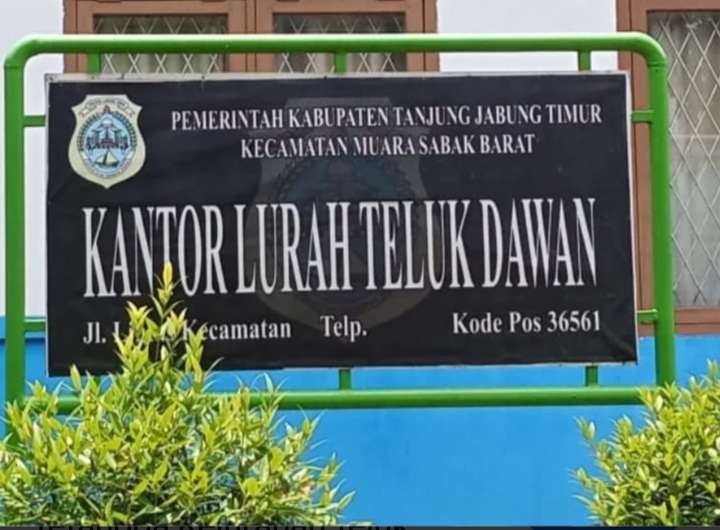 PEMERINTAH KABUPATEN TANJUNG JABUNG TIMUR
KECAMATAN MUARA SABAK BARAT
KANTOR LURAH TELUK DAWAN
Jl. Kecamatan Telp. Kode Pos 36561